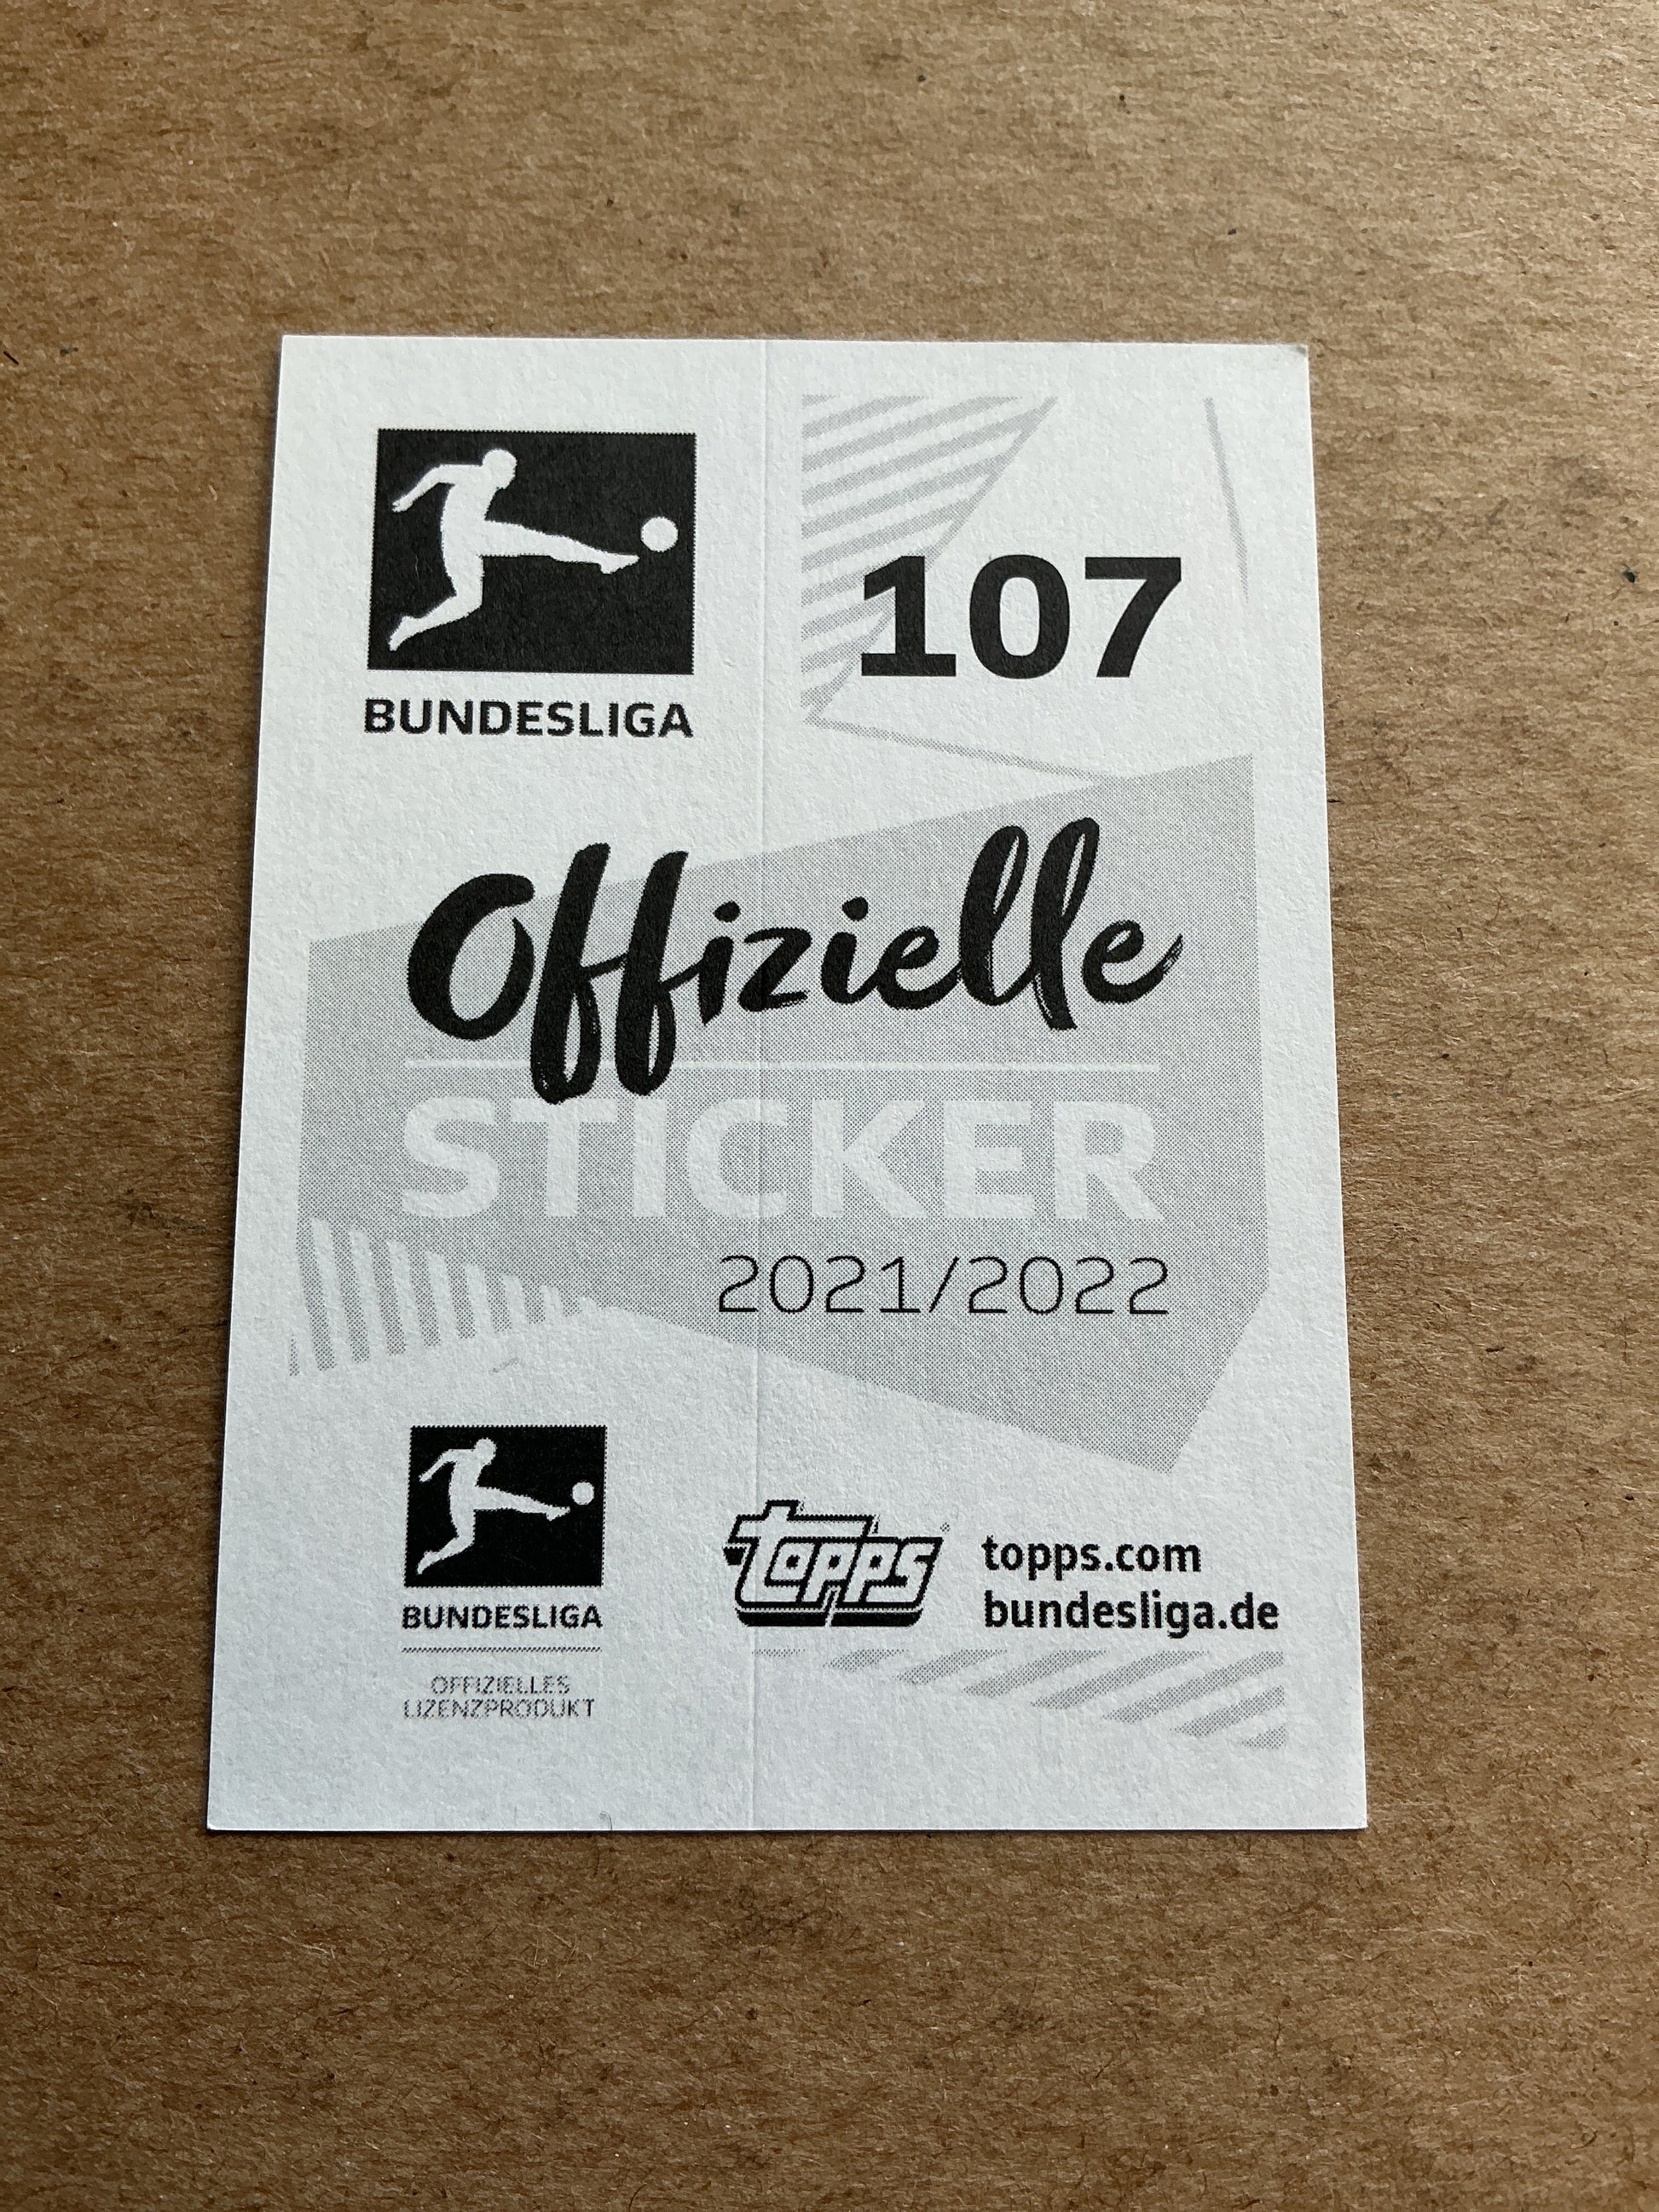 BUNDESLIGA
107
Offizielle
STICKER
2021/2022
BUNDESLIGA
OFFIZIELLES
LIZENZPRODUKT
topps
topps.com
bundesliga.de